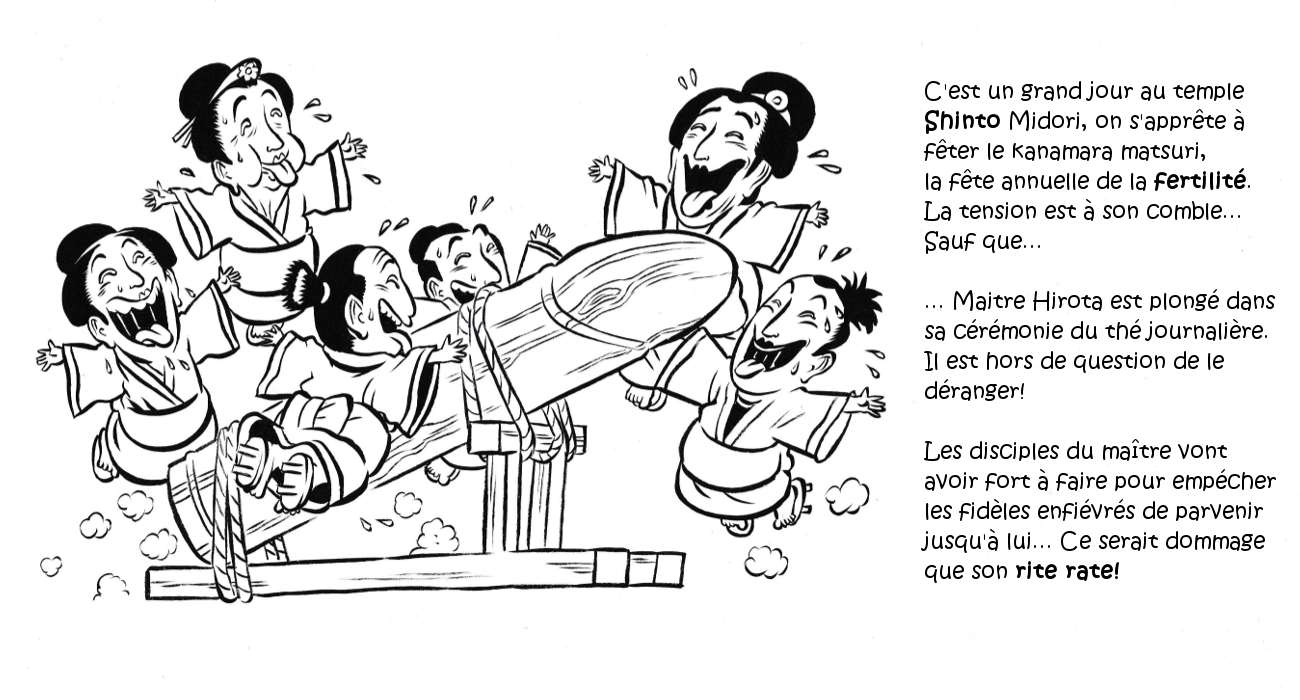 C'est un grand jour au temple
Shinto Midori, on s'apprête à
fêter le kanamara matsuri,
la fête annuelle de la fertilité.
La tension est à son comble...
Sauf que...
... Maitre Hirota est plongé dans
sa cérémonie du thé journalière.
Il est hors de question de le
déranger!
Les disciples du maître vont
avoir fort à faire pour empécher
les fidèles enfiévrés de parvenir
jusqu'à lui... Ce serait dommage
que son rite rate!